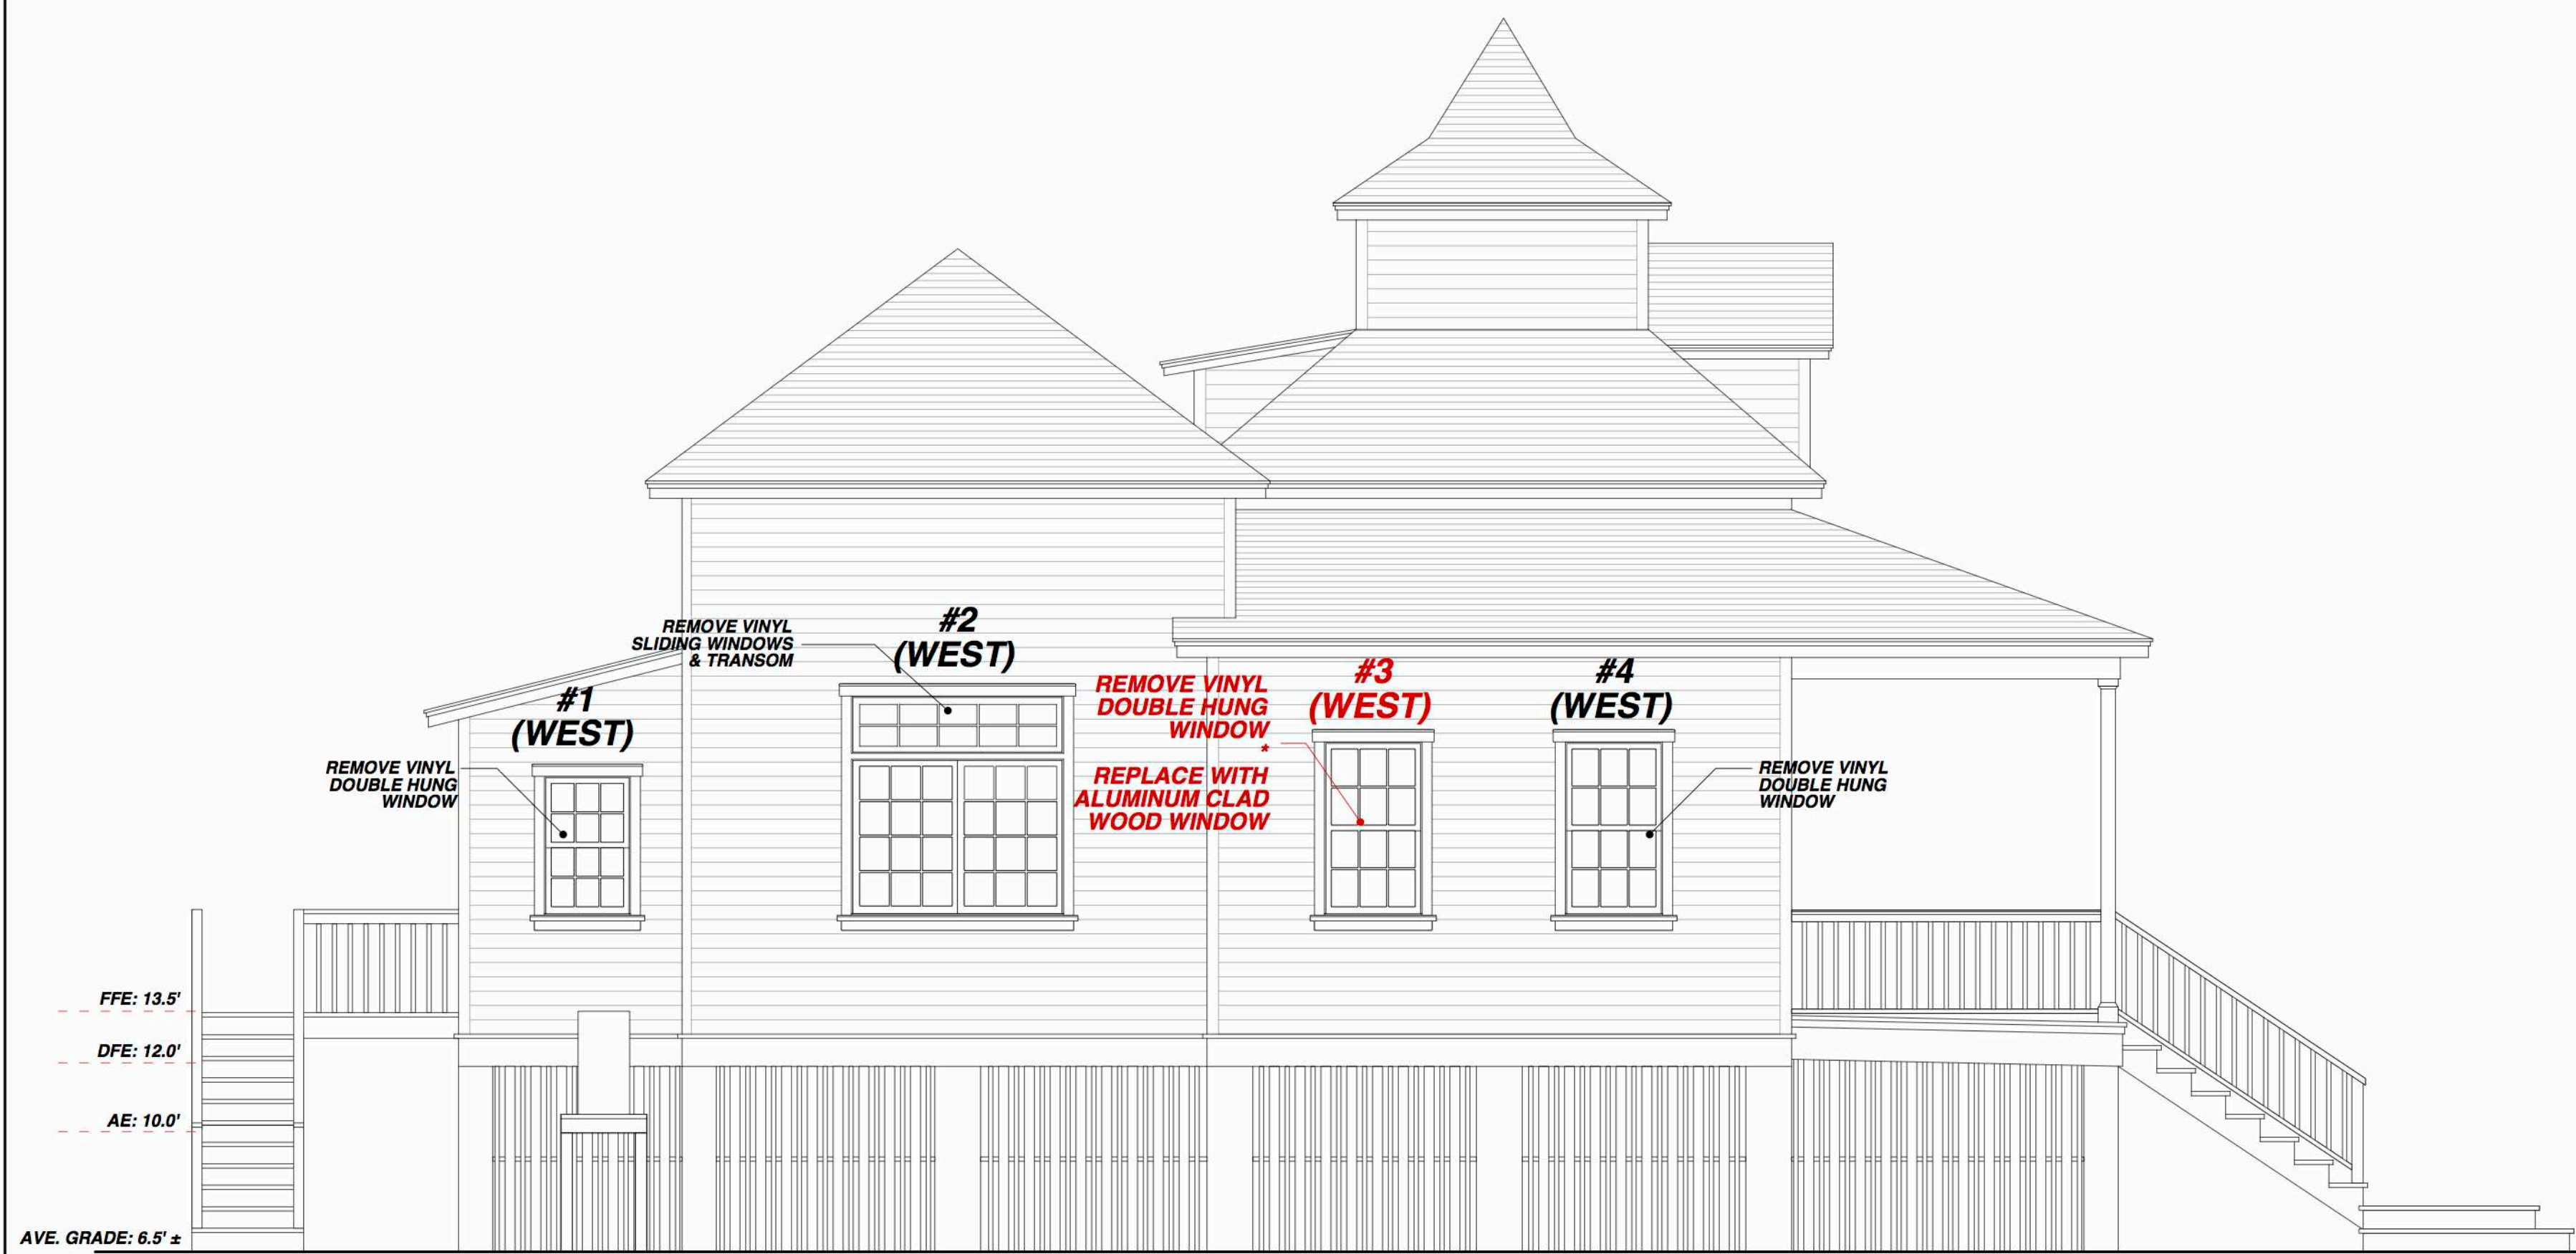 #2
(WEST)
REMOVE VINYL
SLIDING WINDOWS
& TRANSOM
#1
(WEST)
REMOVE VINYL
DOUBLE HUNG
WINDOW
#3
(WEST)
REMOVE VINYL
DOUBLE HUNG
WINDOW
*
REPLACE WITH
ALUMINUM CLAD
WOOD WINDOW
#4
(WEST)
REMOVE VINYL
DOUBLE HUNG
WINDOW
FFE: 13.5'
DFE: 12.0'
AE: 10.0'
AVE. GRADE: 6.5' ±